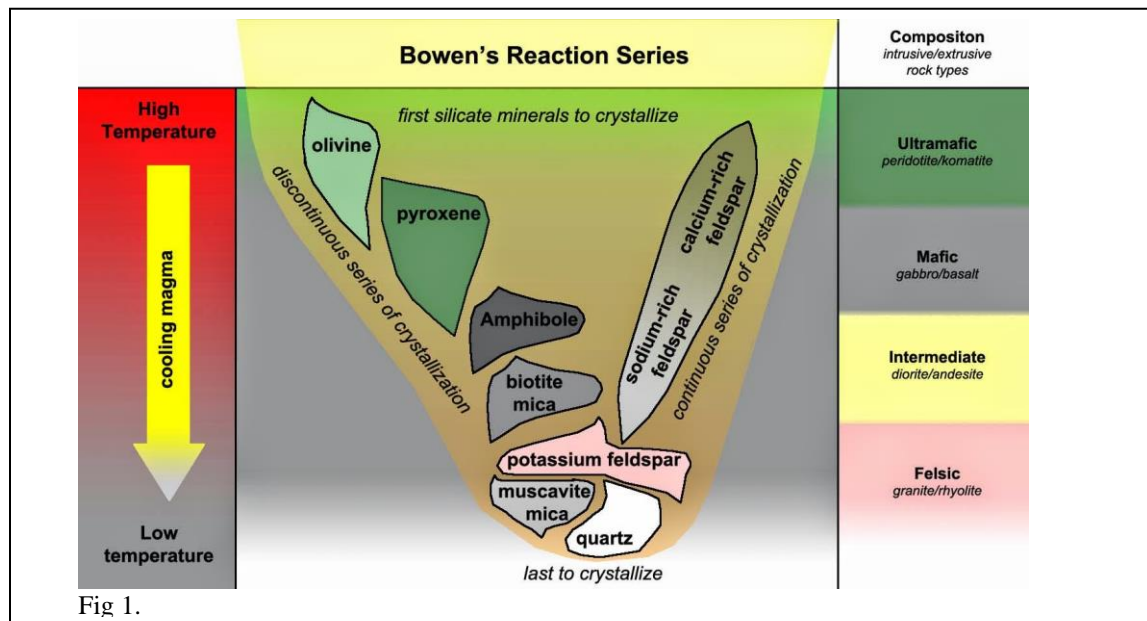 Bowen's Reaction Series
Compositon
intrusive/extrusive
rock types
High
Temperature
first silicate minerals to crystallize
olivine
pyroxene
discontinuous series of crystallization
calcium-rich
feldspar
continuous series of crystallization
Ultramafic
peridotite/komatite
Mafic
gabbro/basalt
cooling magma
Amphibole
sodium-rich
feldspar
biotite
mica
Intermediate
diorite/andesite
potassium feldspar
Felsic
granite/rhyolite
muscavite
mica
quartz
Low
temperature
last to crystallize
Fig 1.